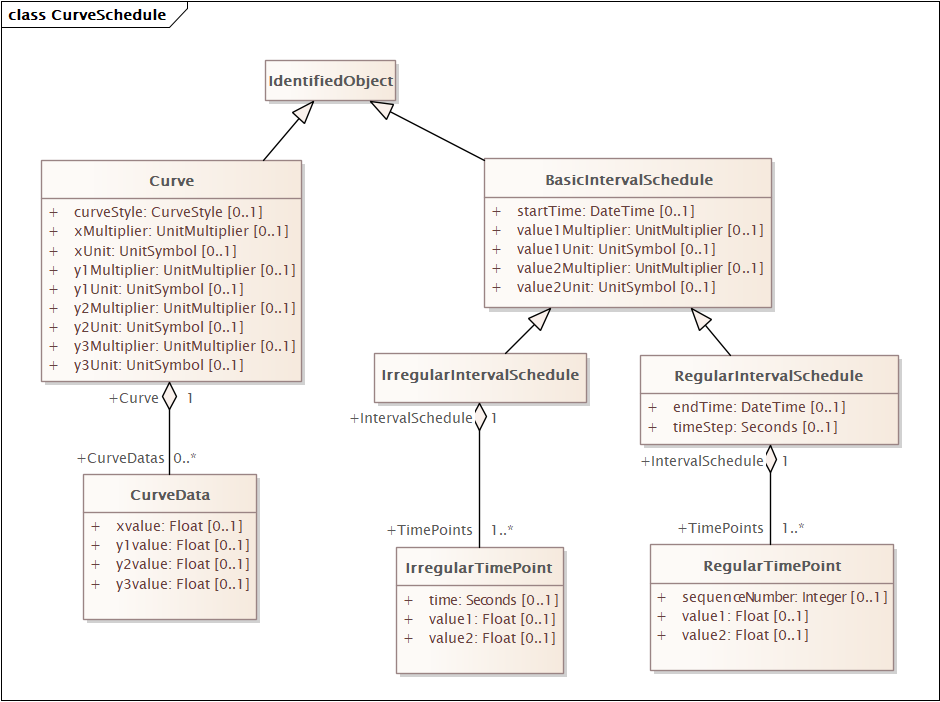 class CurveSchedule
IdentifiedObject
Curve
+ curveStyle: CurveStyle [0..1]
+ xMultiplier: UnitMultiplier [0..1]
+ xUnit: UnitSymbol [0..1]
+ y1Multiplier: UnitMultiplier [0..1]
+ y1Unit: UnitSymbol [0..1]
+ y2Multiplier: UnitMultiplier [0..1]
+ y2Unit: UnitSymbol [0..1]
+ y3Multiplier: UnitMultiplier [0..1]
+ y3Unit: UnitSymbol [0..1]
BasicIntervalSchedule
+ startTime: DateTime [0..1]
+ value1Multiplier: UnitMultiplier [0..1]
+ value1Unit: UnitSymbol [0..1]
+ value2Multiplier: UnitMultiplier [0..1]
+ value2Unit: UnitSymbol [0..1]
IrregularIntervalSchedule
RegularIntervalSchedule
+ endTime: DateTime [0..1]
+ timeStep: Seconds [0..1]
+Curve 1
+CurveDatas 0..*
CurveData
+ xvalue: Float [0..1]
+ y1value: Float [0..1]
+ y2value: Float [0..1]
+ y3value: Float [0..1]
+IntervalSchedule 1
+TimePoints 1..*
IrregularTimePoint
+ time: Seconds [0..1]
+ value1: Float [0..1]
+ value2: Float [0..1]
+IntervalSchedule 1
+TimePoints 1..*
RegularTimePoint
+ sequenceNumber: Integer [0..1]
+ value1: Float [0..1]
+ value2: Float [0..1]